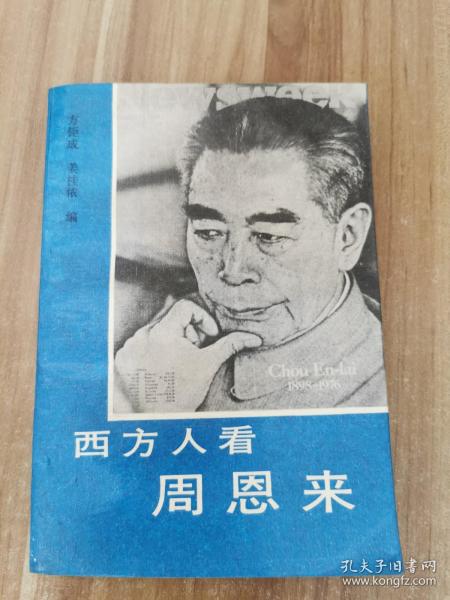 Newsweek
方钜成 姜桂侬 编
Chou En-lai
1898-1976
西方人看
周恩来
孔夫子旧书网
www.kongfz.com